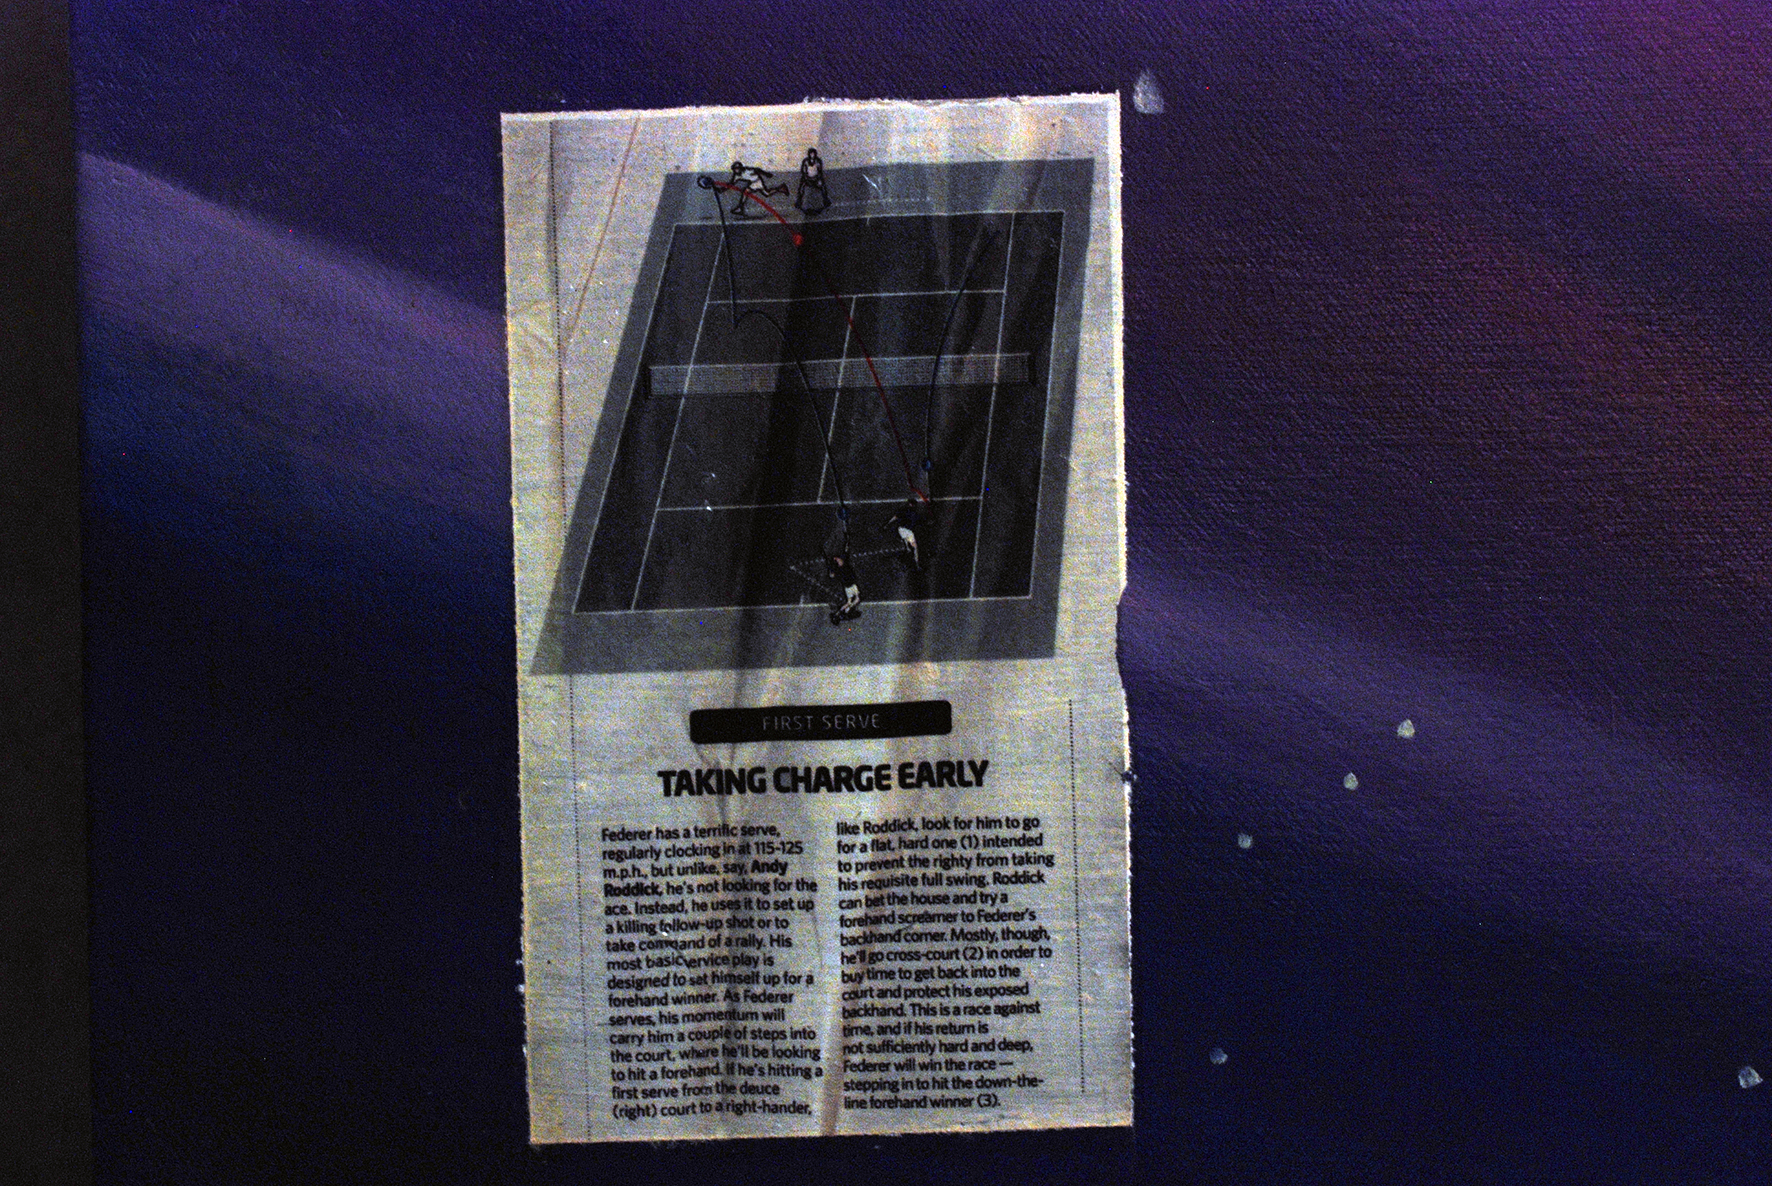 FIRST SERVE
TAKING CHARGE EARLY
Federer has a terrific serve,
regularly clocking in at 115-125
m.p.h., but unlike, say, Andy
Roddick, he's not looking for the
ace. Instead, he uses it to set up
a killing follow-up shot or to
take command of a rally. His
most basic service play is
designed to set himself up for a
forehand winner. As Federer
serves, his momentum will
carry him a couple of steps into
the court, where he'll be looking
to hit a forehand. If he's hitting a
first serve from the deuce
(right) court to a right-hander,
like Roddick, look for him to go
for a flat, hard one (1) intended
to prevent the righty from taking
his requisite full swing. Roddick
can bet the house and try a
forehand screamer to Federer's
backhand corner. Mostly, though,
he'll go cross-court (2) in order to
buy time to get back into the
court and protect his exposed
backhand. This is a race against
time, and if his return is
not sufficiently hard and deep,
Federer will win the race —
stepping in to hit the down-the-
line forehand winner (3).